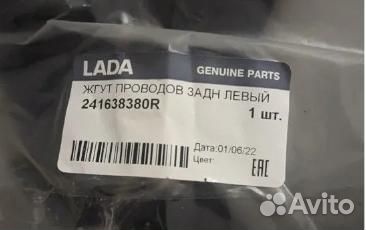 LADA
GENUINE PARTS
ЖГУТ ПРОВОДОВ ЗАДН ЛЕВЫЙ
241638380R
1 шт.
Дата:01/06/22
Цвет:
EAC
Avito